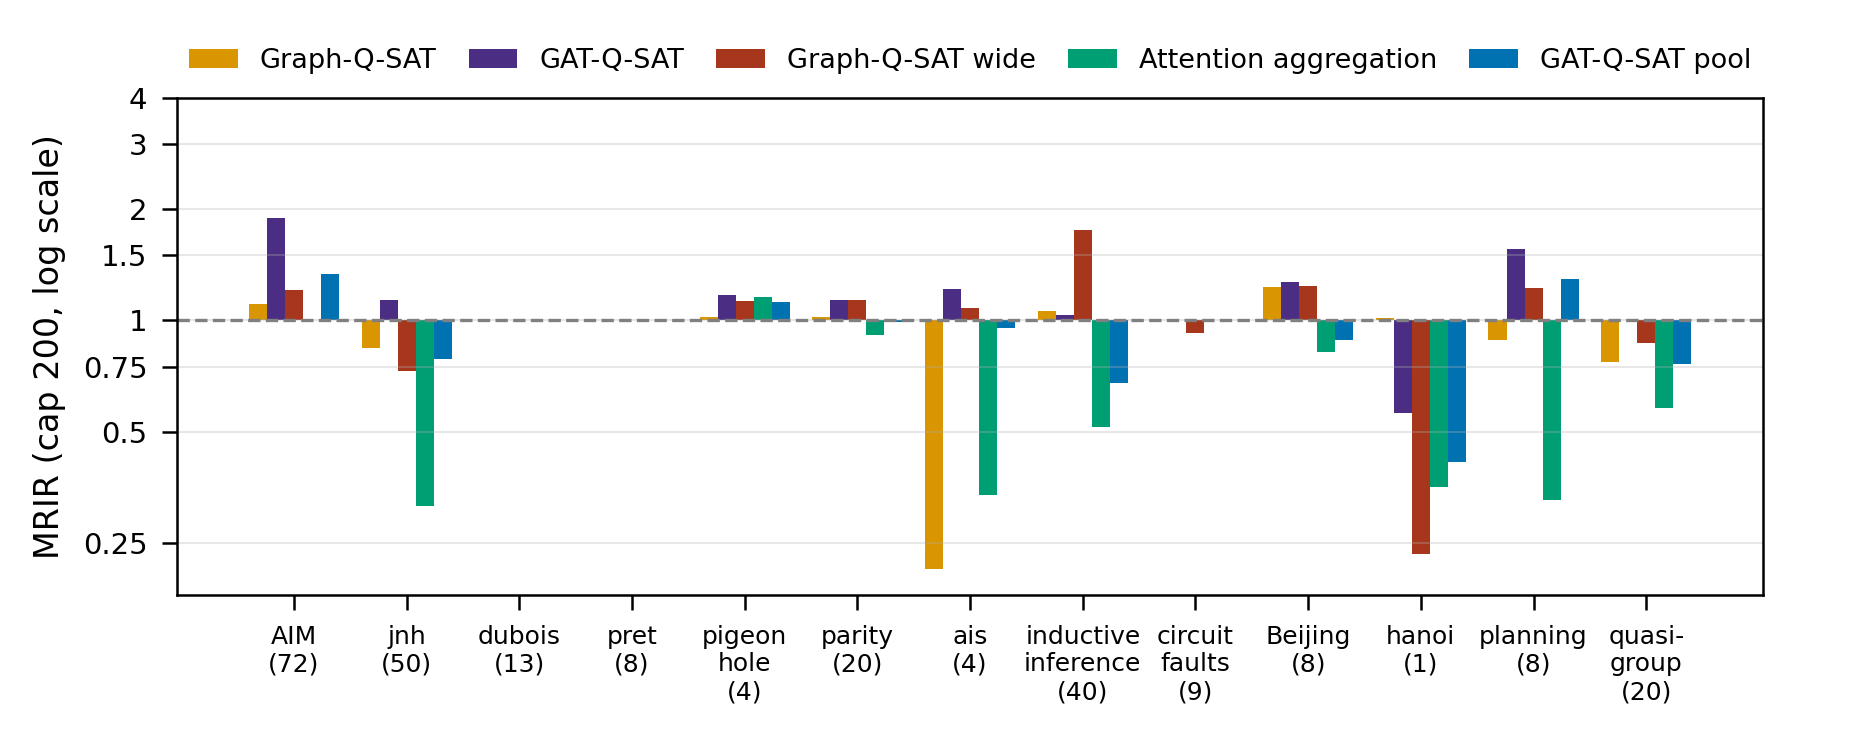 Graph-Q-SAT GAT-Q-SAT Graph-Q-SAT wide Attention aggregation GAT-Q-SAT pool
MRIR (cap 200, log scale)
4
3
2
1.5
1
0.75
0.5
0.25
AIM
(72)
jnh
(50)
dubois
(13)
pret
(8)
pigeon
hole
(4)
parity
(20)
ais
(4)
inductive
inference
(40)
circuit
faults
(9)
Beijing
(8)
hanoi
(1)
planning
(8)
quasi-
group
(20)